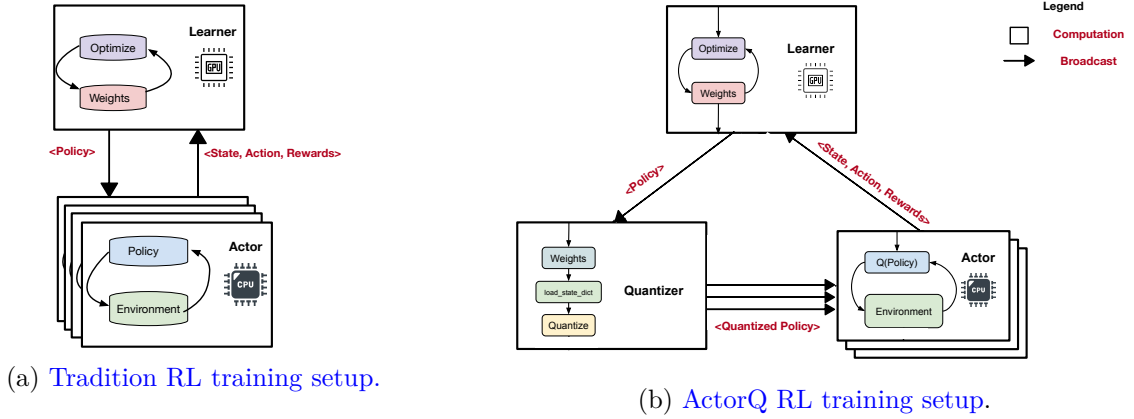 Learner
Optimize
GPU
Weights
<Policy>
<State, Action, Rewards>
Actor
Policy
CPU
Environment
(a) Tradition RL training setup.
Legend
Computation
Broadcast
Learner
Optimize
GPU
Weights
<Policy>
<State, Action, Rewards>
Weights
load_state_dict
Quantizer
Quantize
<Quantized Policy>
Actor
Q(Policy)
CPU
Environment
(b) ActorQ RL training setup.